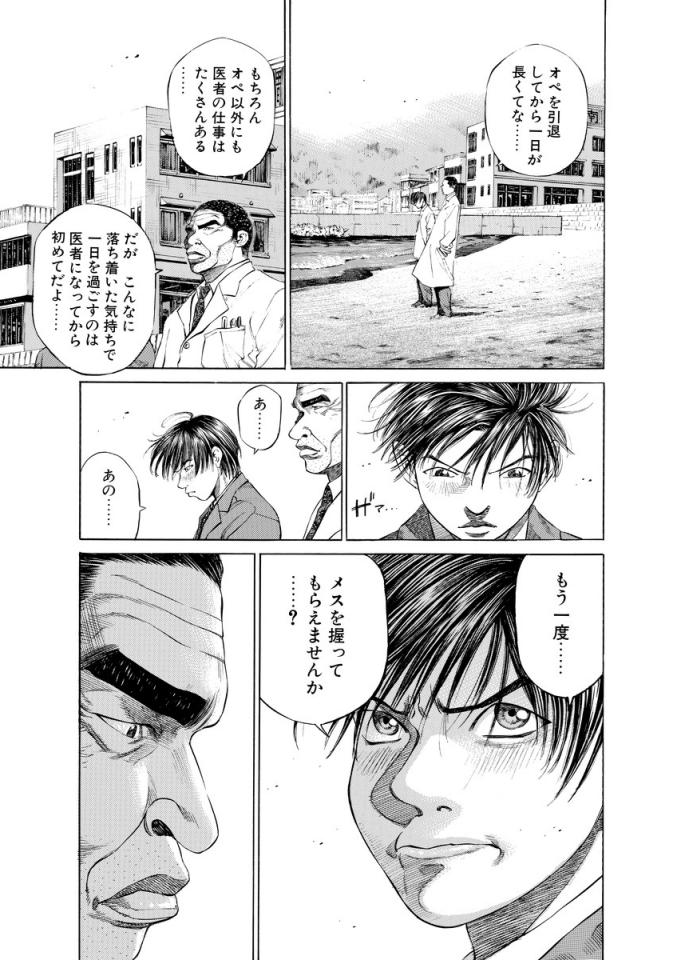 オペを引退
してから一日が
長くてな……
もちろん
オペ以外にも
医者の仕事は
たくさんある
……
だが　こんなに
落ち着いた気持ちで
一日を過ごすのは
医者になってから
初めてだよ……
あ……
あの……
もう一度……
メスを握って
もらえませんか
……？